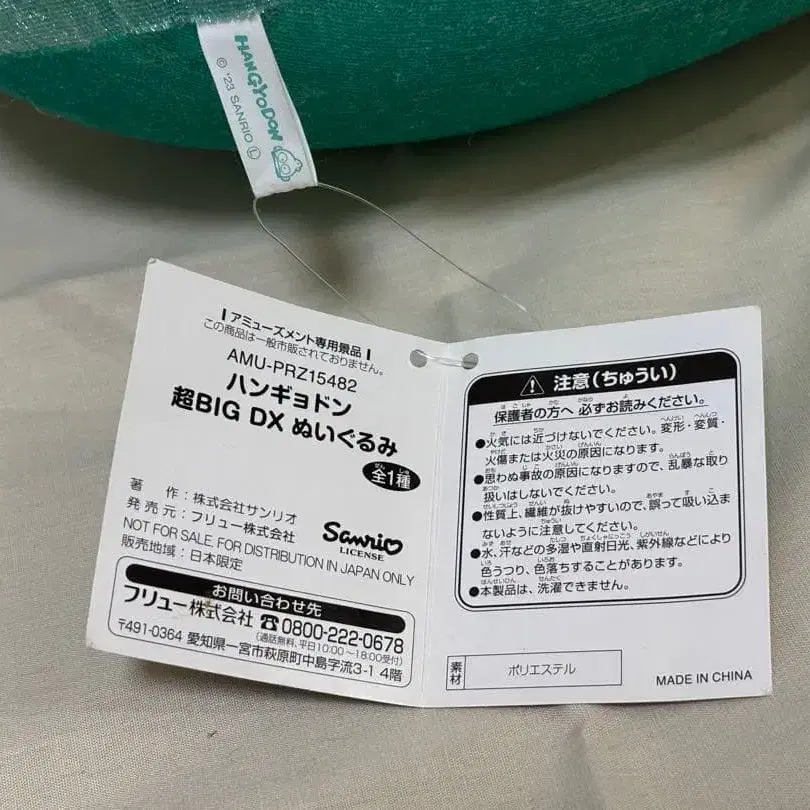 HANGYODON
© '23 SANRIO Ⓛ
アミューズメント専用景品
この商品は一般市販されておりません。
AMU-PRZ15482
ハンギョドン
超BIG DX ぬいぐるみ
全1種
著作：株式会社サンリオ
発売元：フリュー株式会社
NOT FOR SALE. FOR DISTRIBUTION IN JAPAN ONLY
販売地域：日本限定
Sanrio
LICENSE
お問い合わせ先
フリュー株式会社 ☎0800-222-0678
(通話無料、平日10:00～18:00受付)
〒491-0364 愛知県一宮市萩原町中島字流3-1 4階
注意(ちゅうい)
保護者の方へ 必ずお読みください。
●火気には近づけないでください。変形・変質・
火傷または火災の原因になります。
●思わぬ事故の原因になりますので、乱暴な取り
扱いはしないでください。
●性質上、繊維が抜けやすいので、誤って吸い込ま
ないように注意してください。
●水、汗などの多湿や直射日光、紫外線などにより
色うつり、色落ちすることがあります。
●本製品は、洗濯できません。
素材 ポリエステル
MADE IN CHINA